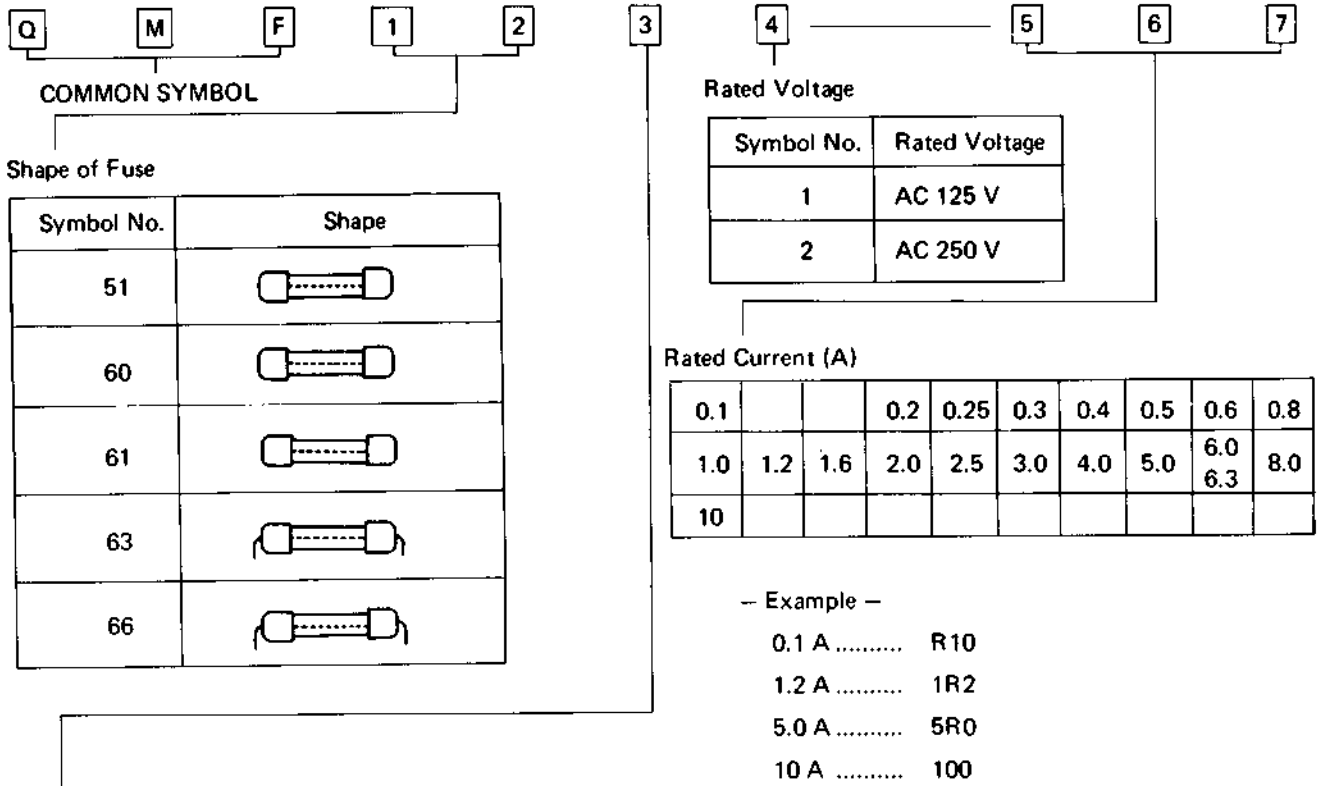 Q M F 1 2 3 4 5 6 7
COMMON SYMBOL
Shape of Fuse
Symbol No. Shape
51
60
61
63
66
Rated Voltage
Symbol No. Rated Voltage
1 AC 125 V
2 AC 250 V
Rated Current (A)
0.1 0.2 0.25 0.3 0.4 0.5 0.6 0.8
1.0 1.2 1.6 2.0 2.5 3.0 4.0 5.0 6.0 6.3 8.0
10
– Example –
0.1 A .......... R10
1.2 A .......... 1R2
5.0 A .......... 5R0
10 A .......... 100